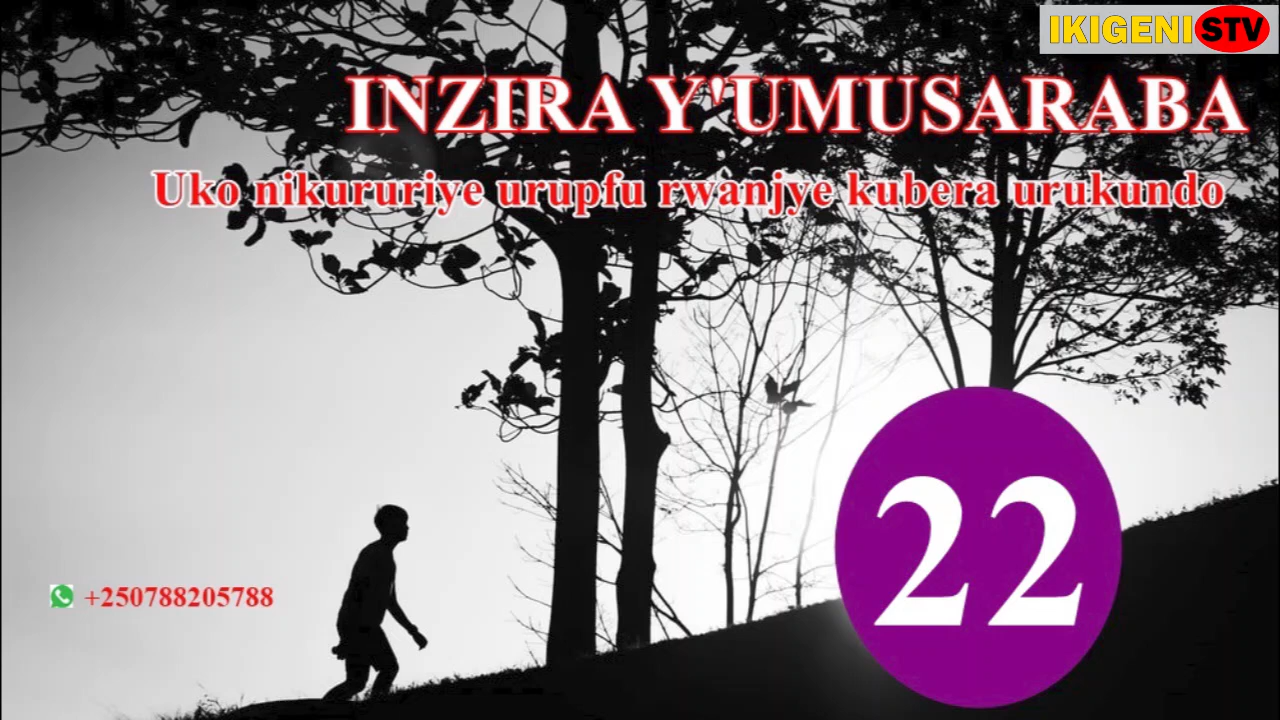 IKIGENI STV
INZIRA Y'UMUSARABA
Uko nikururiye urupfu rwanjye kubera urukundo
22
+250788205788